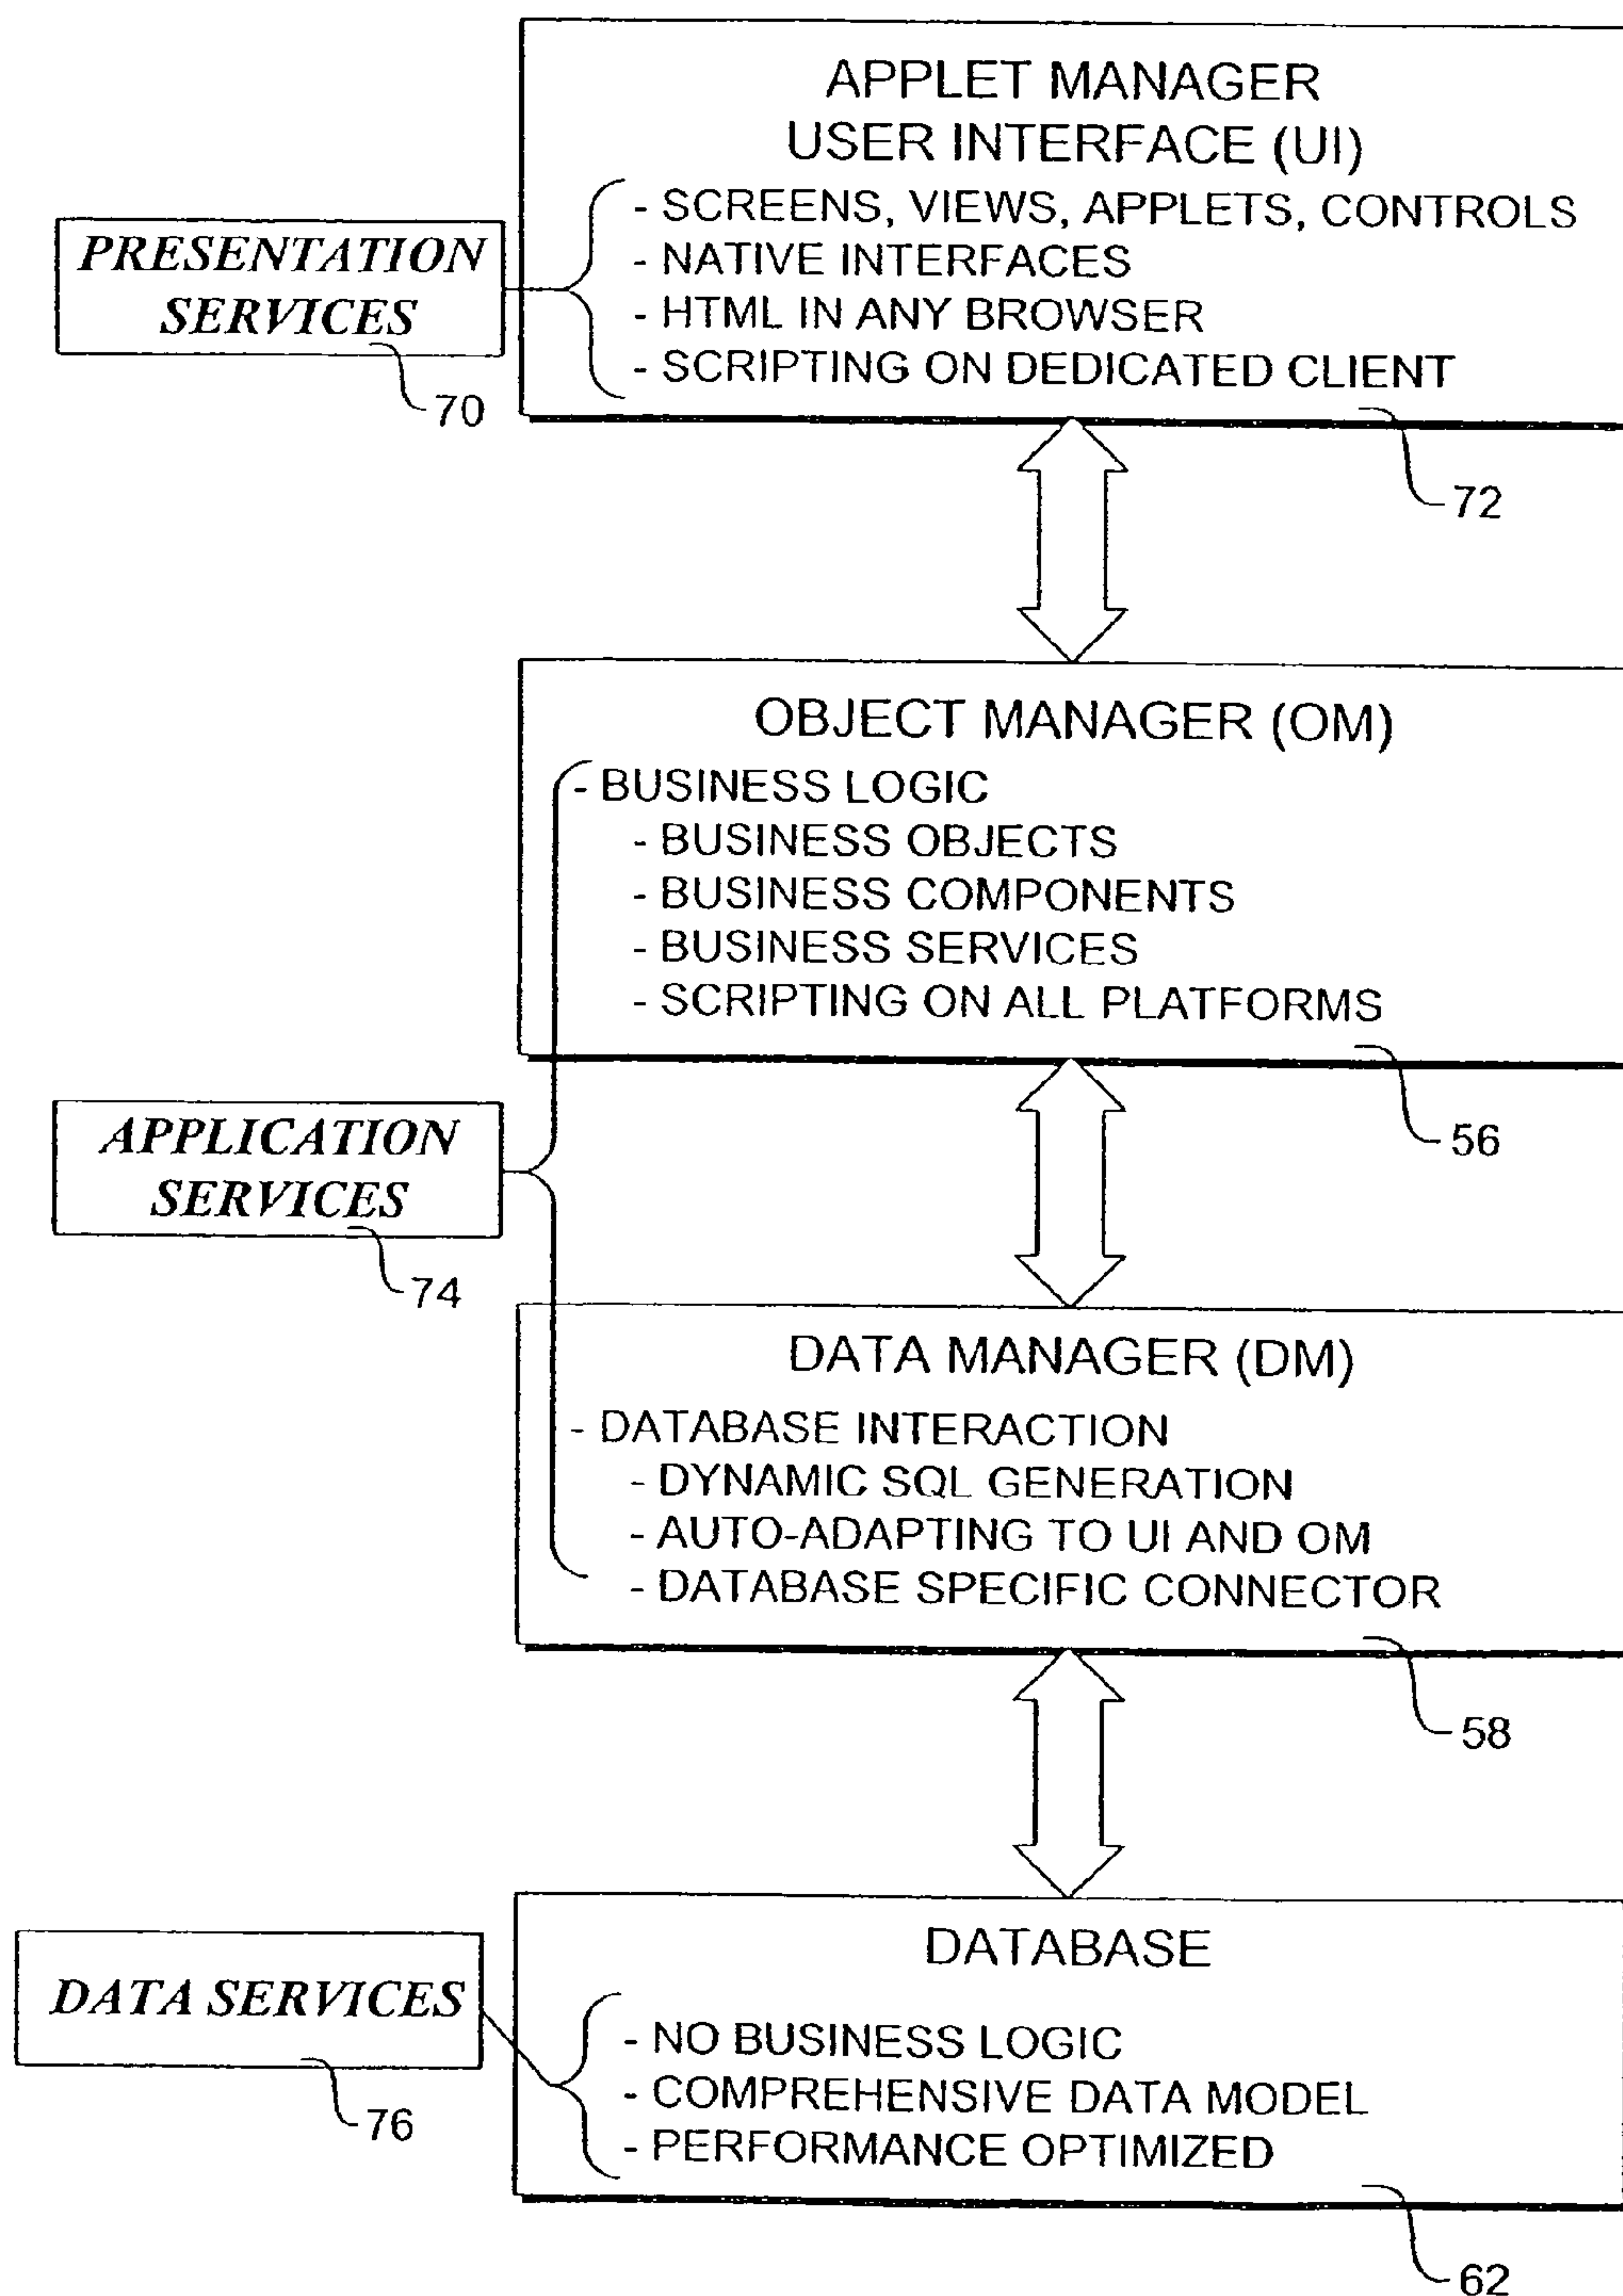 APPLET MANAGER
USER INTERFACE (UI)
- SCREENS, VIEWS, APPLETS, CONTROLS
- NATIVE INTERFACES
- HTML IN ANY BROWSER
- SCRIPTING ON DEDICATED CLIENT
PRESENTATION
SERVICES
70
72
OBJECT MANAGER (OM)
- BUSINESS LOGIC
- BUSINESS OBJECTS
- BUSINESS COMPONENTS
- BUSINESS SERVICES
- SCRIPTING ON ALL PLATFORMS
56
APPLICATION
SERVICES
74
DATA MANAGER (DM)
- DATABASE INTERACTION
- DYNAMIC SQL GENERATION
- AUTO-ADAPTING TO UI AND OM
- DATABASE SPECIFIC CONNECTOR
58
DATABASE
DATA SERVICES
76
- NO BUSINESS LOGIC
- COMPREHENSIVE DATA MODEL
- PERFORMANCE OPTIMIZED
62